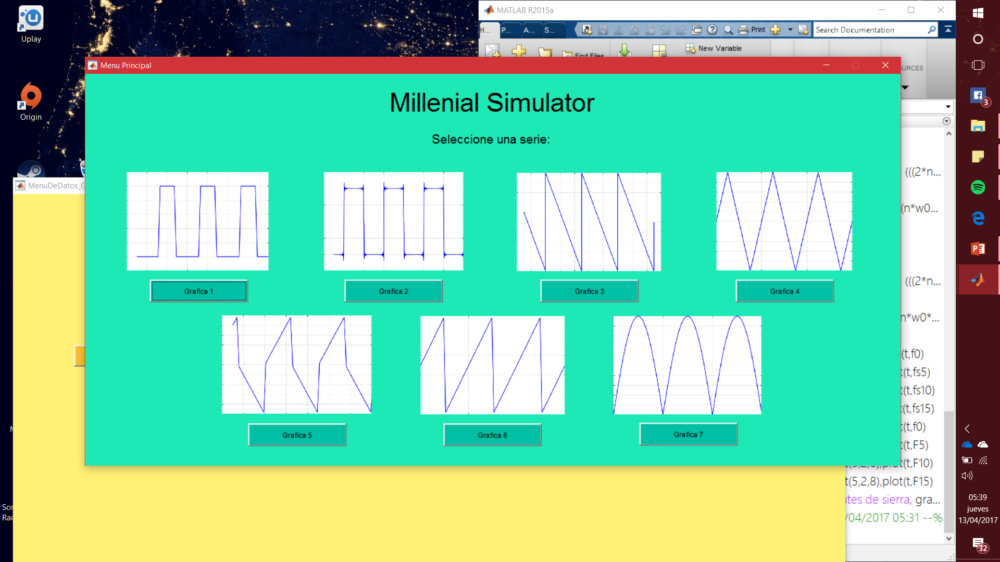 Uplay
Origin
MATLAB R2015a
H... P... A... S...
Print
Search Documentation
Find Files
New Variable
Menu Principal
Millenial Simulator
Seleccione una serie:
Grafica 1
Grafica 2
Grafica 3
Grafica 4
Grafica 5
Grafica 6
Grafica 7
MenuDeDatos_G
(((2*n...
(n*w0...
(((2*n...
n*w0*...
(t,f0)
t(t,fs5)
t(t,fs10)
t(t,fs15)
t(t,f0)
t(t,F5)
t(t,F10)
t(5,2,8),plot(t,F15)
ntes de sierra, gra...
/04/2017 05:31 --%
3
05:39
jueves
13/04/2017
32